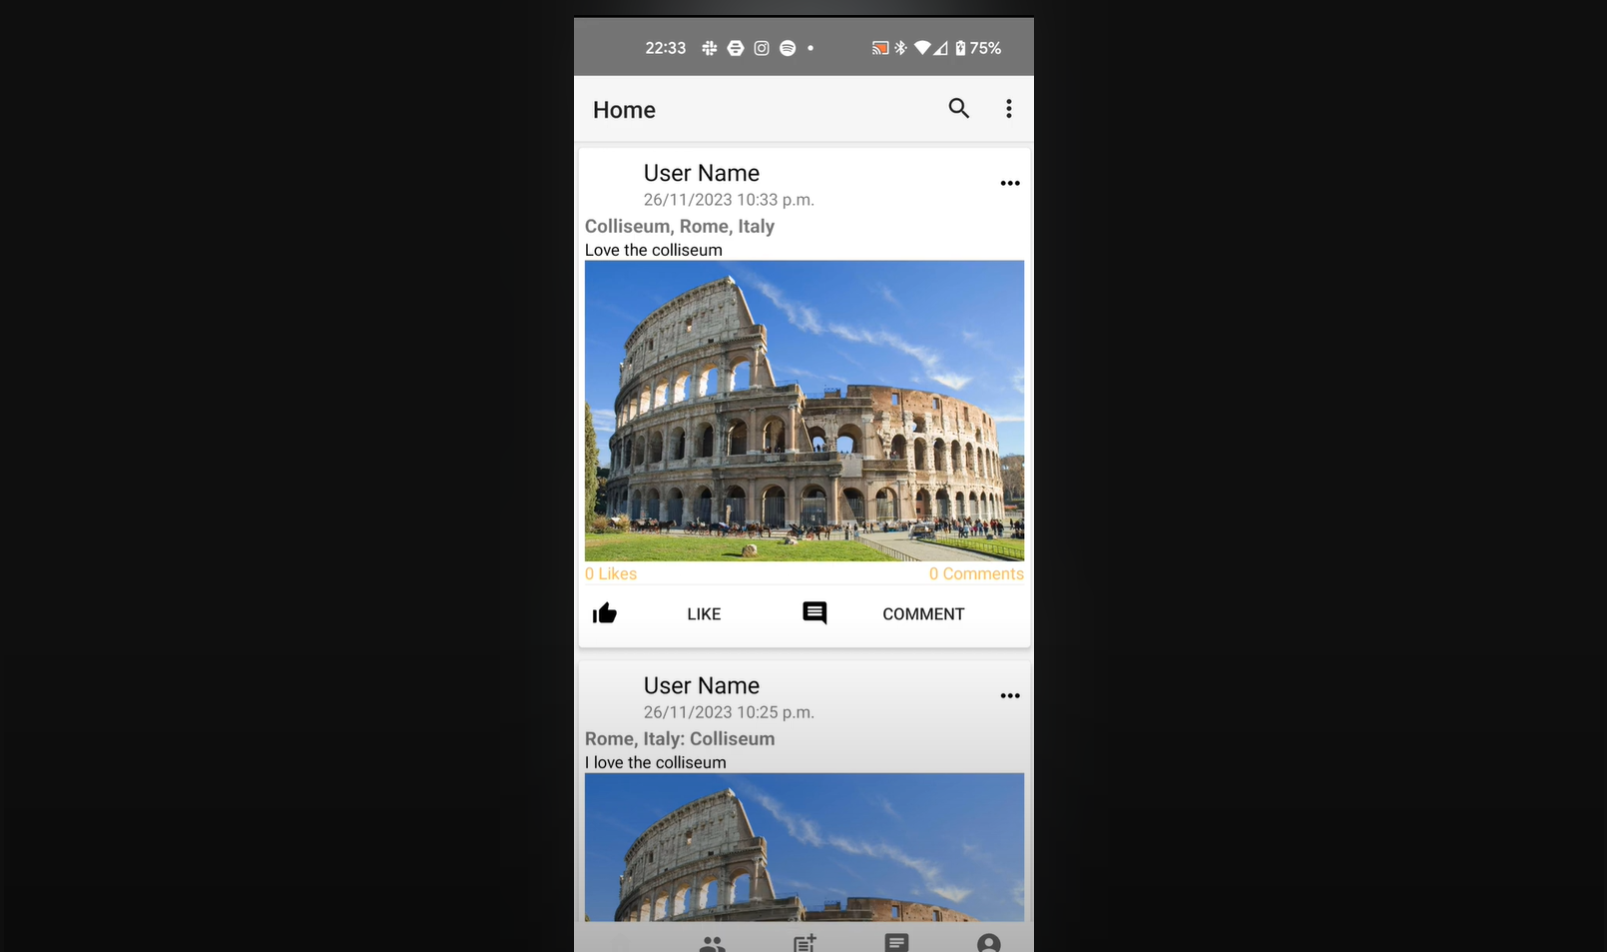 22:33 75%
Home
User Name
26/11/2023 10:33 p.m.
Colliseum, Rome, Italy
Love the colliseum
0 Likes 0 Comments
LIKE COMMENT
User Name
26/11/2023 10:25 p.m.
Rome, Italy: Colliseum
I love the colliseum